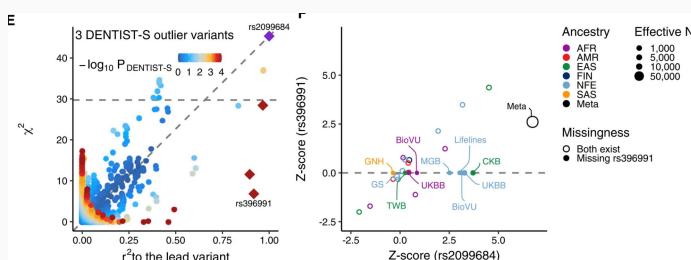 E
3 DENTIST-S outlier variants
rs2099684
−log10 PDENTIST-S
0 1 2 3 4
40
30
20
10
0
χ2
rs396991
0.00 0.25 0.50 0.75 1.00
r2to the lead variant
5.0
2.5
0.0
-2.5
Z-score (rs396991)
Meta
BioVU
Lifelines
GNH
MGB
CKB
GS
UKBB
UKBB
TWB
BioVU
-2.5 0.0 2.5 5.0
Z-score (rs2099684)
Ancestry
AFR
AMR
EAS
FIN
NFE
SAS
Meta
Effective N
1,000
5,000
10,000
50,000
Missingness
Both exist
Missing rs396991